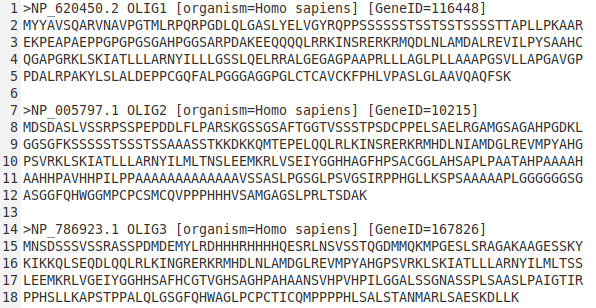 1 >NP_620450.2 OLIG1 [organism=Homo sapiens] [GeneID=116448]
2 MYYAVSQARVNAVPGTMLRPQRPGDLQLGASLYELVGYRQPPSSSSSSTSSTSSTSSSSTTAPLLPKAAR
3 EKPEAPAEPPGPGPGSGAHPGGSARPDAKEEQQQQLRRKINSRERKRMQDLNLAMDALREVILPYSAAHC
4 QGAPGRKLSKIATLLLARNYILLLGSSLQELRRALGEGAGPAAPRLLLAGLPLLAAAPGSVLLAPGAVGP
5 PDALRPAKYLSLALDEPPCGQFALPGGGAGGPGLCTCAVCKFPHLVPASLGLAAVQAQFSK
6
7 >NP_005797.1 OLIG2 [organism=Homo sapiens] [GeneID=10215]
8 MDSDASLVSSRPSSPEPDDLFLPARSKGSSGSAFTGGTVSSSTPSDCPPELSAELRGAMGSAGAHPGDKL
9 GGSGFKSSSSSTSSSTSSAAASSTKKDKKQMTEPELQQLRLKINSRERKRMHDLNIAMDGLREVMPYAHG
10 PSVRKLSKIATLLLARNYILMLTNSLEEMKRLVSEIYGGHHAGFHPSACGGLAHSAPLPAATAHPAAAAH
11 AAHHPAVHHPILPPAAAAAAAAAAAAAVSSASLPGSGLPSVGSIRPPHGLLKSPSAAAAAPLGGGGGGSG
12 ASGGFQHWGGMPCPCSMCQVPPPHHHVSAMGAGSLPRLTSDAK
13
14 >NP_786923.1 OLIG3 [organism=Homo sapiens] [GeneID=167826]
15 MNSDSSSVSSRASSPDMDEMYLRDHHHRHHHHQESRLNSVSSTQGDMMQKMPGESLSRAGAKAAGESSKY
16 KIKKQLSEQDLQQLRLKINGRERKRMHDLNLAMDGLREVMPYAHGPSVRKLSKIATLLLARNYILMLTSS
17 LEEMKRLVGEIYGGHHSAFHCGTVGHSAGHPAHAANSVHPVHPILGGALSSGNASSPLSAASLPAIGTIR
18 PPHSLLKAPSTPPALQLGSGFQHWAGLPCPCTICQMPPPPHLSALSTANMARLSAESKDLLK